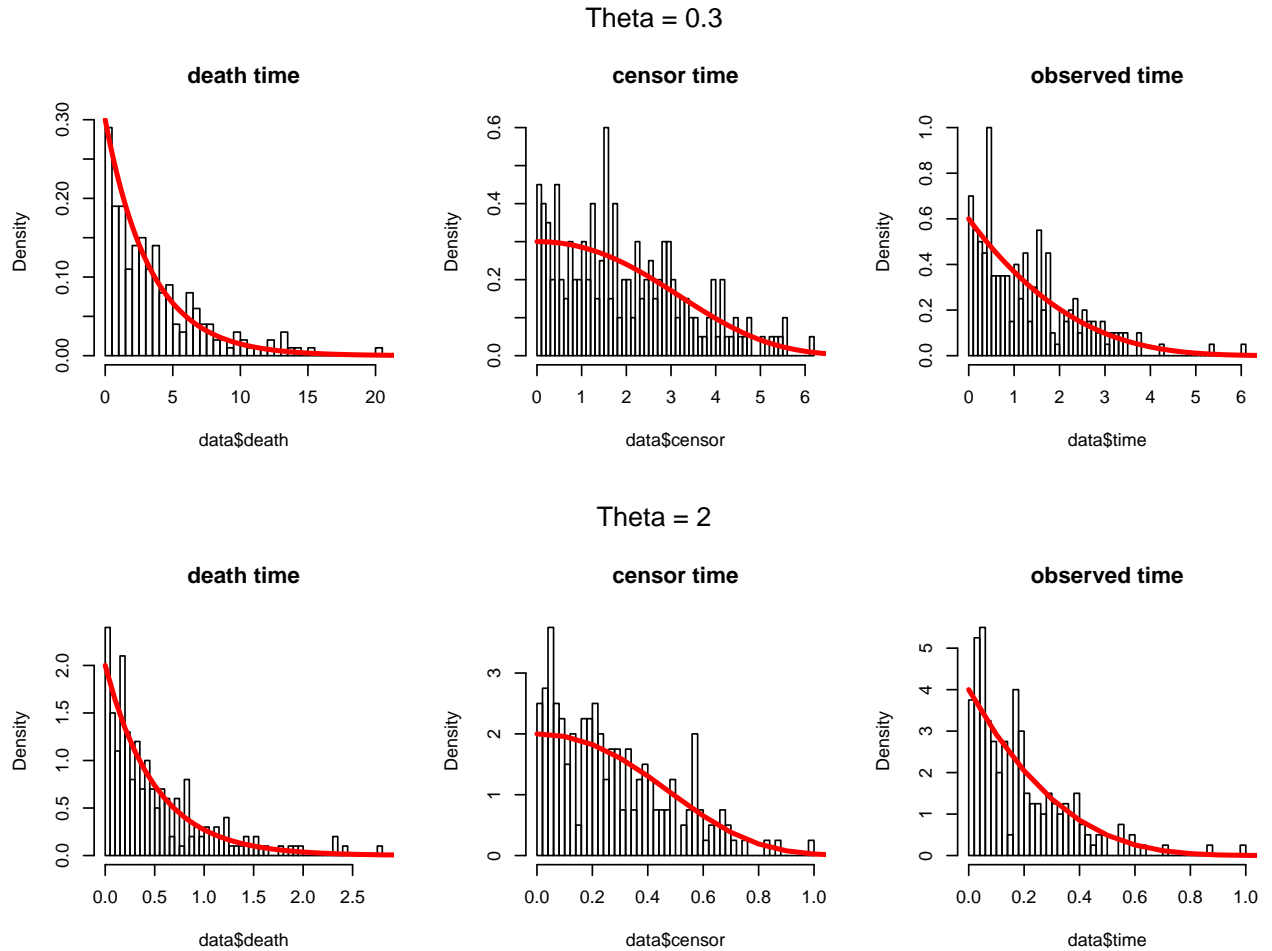 Theta = 0.3
death time
Density
0.00
0.10
0.20
0.30
0 5 10 15 20
data$death
censor time
Density
0.0
0.2
0.4
0.6
0 1 2 3 4 5 6
data$censor
observed time
Density
0.0
0.2
0.4
0.6
0.8
1.0
0 1 2 3 4 5 6
data$time
Theta = 2
death time
Density
0.0
0.5
1.0
1.5
2.0
0.0 0.5 1.0 1.5 2.0 2.5
data$death
censor time
Density
0
1
2
3
0.0 0.2 0.4 0.6 0.8 1.0
data$censor
observed time
Density
0
1
2
3
4
5
0.0 0.2 0.4 0.6 0.8 1.0
data$time